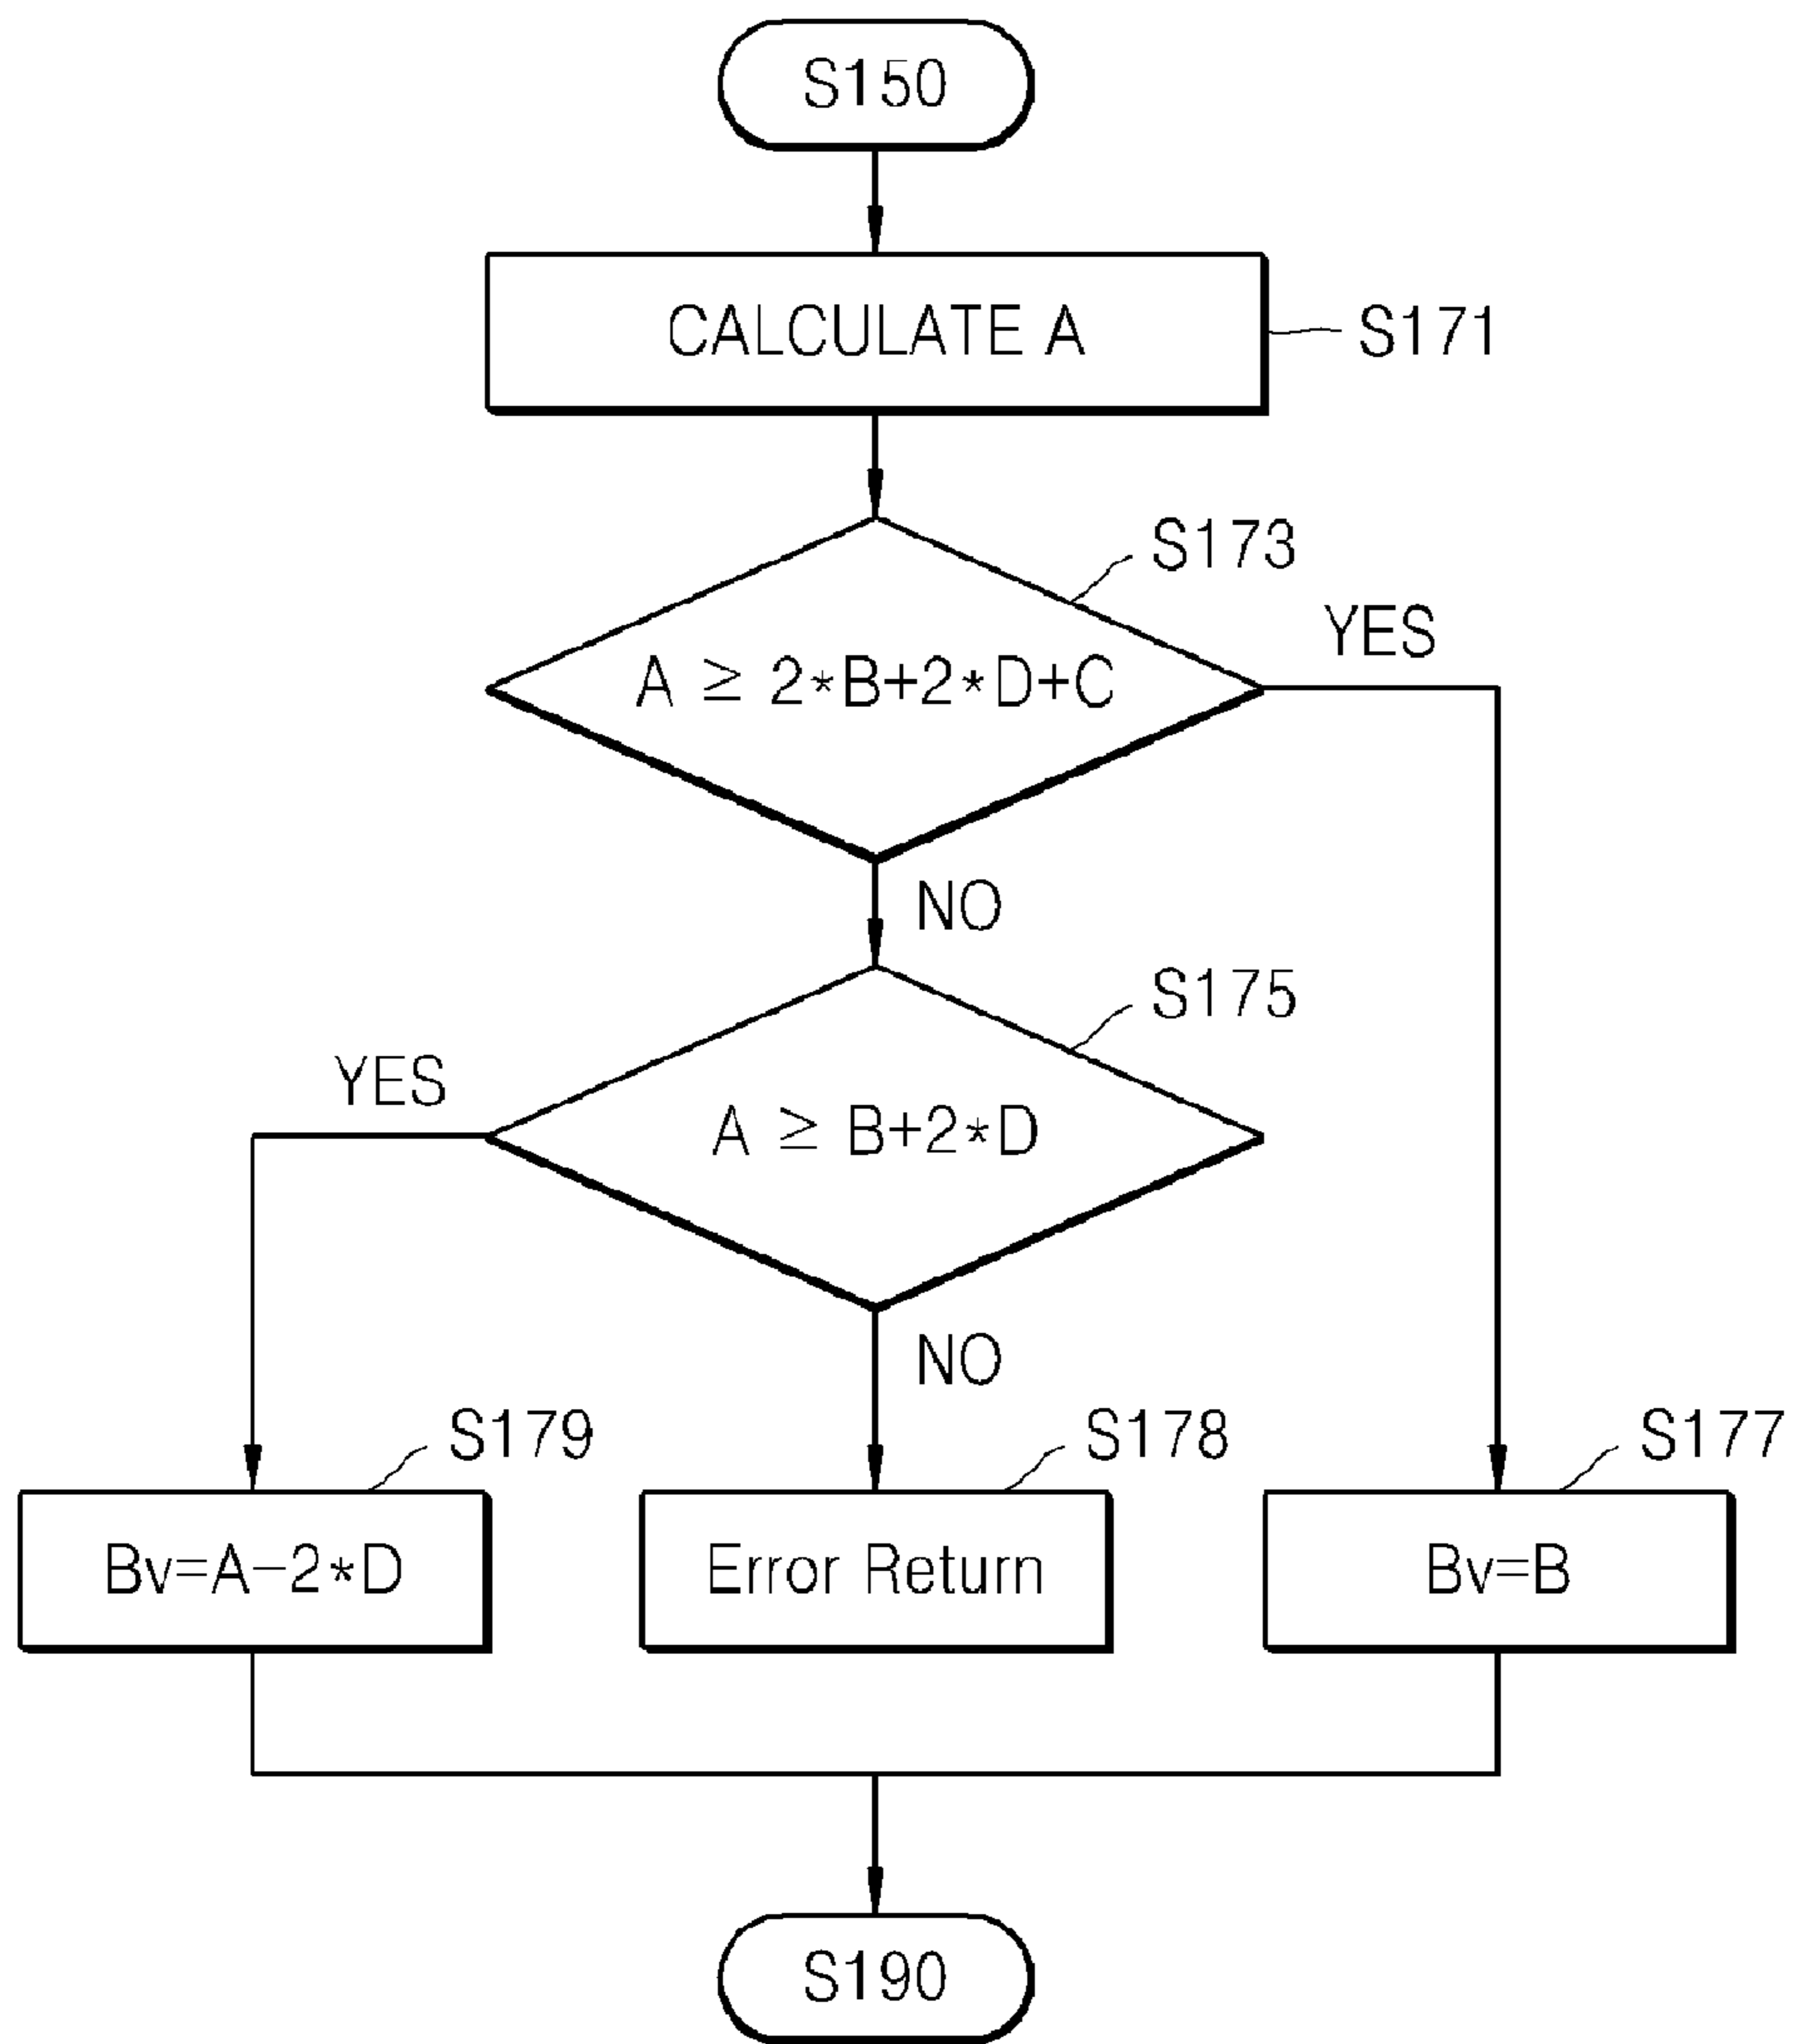 S150
CALCULATE A
S171
S173
A ≥ 2*B+2*D+C
YES
NO
S175
YES
A ≥ B+2*D
NO
S179
S178
S177
Bv=A-2*D
Error Return
Bv=B
S190